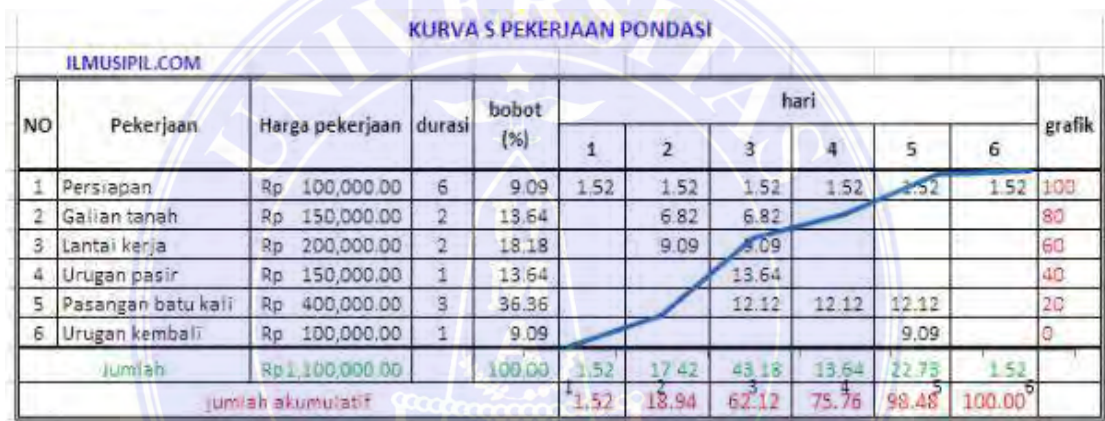 KURVA S PEKERJAAN PONDASI
ILMUSIPIL.COM
NO Pekerjaan Harga pekerjaan durasi bobot (%) hari grafik
1 2 3 4 5 6
1 Persiapan Rp 100,000.00 6 9.09 1.52 1.52 1.52 1.52 1.52 1.52 100
2 Galian tanah Rp 150,000.00 2 13.64 6.82 6.82 80
3 Lantai kerja Rp 200,000.00 2 18.18 9.09 9.09 60
4 Urugan pasir Rp 150,000.00 1 13.64 13.64 40
5 Pasangan batu kali Rp 400,000.00 3 36.36 12.12 12.12 12.12 20
6 Urugan kembali Rp 100,000.00 1 9.09 9.09 0
Jumlah Rp1,100,000.00 100.00 1.52 17.42 43.18 13.64 22.73 1.52
1 2 3 4 5 6
jumlah akumulatif 1.52 18.94 62.12 75.76 98.48 100.00
UNIVERSITAS